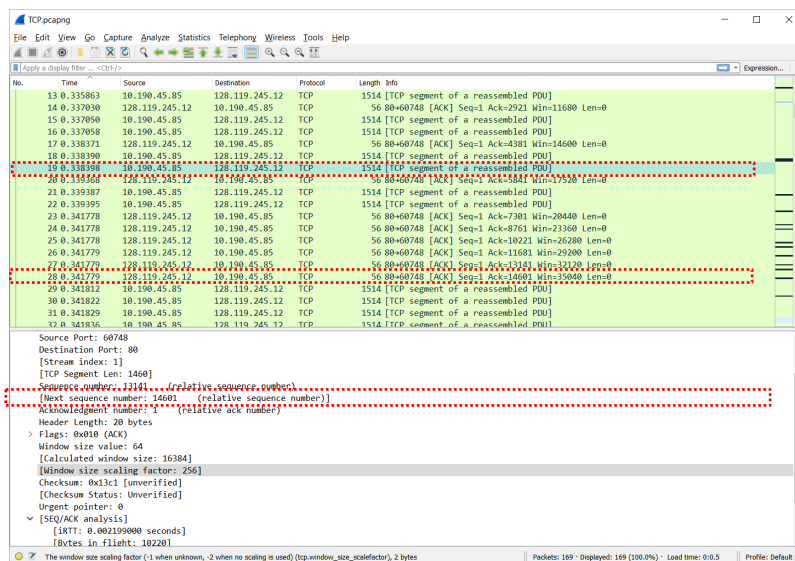 TCP.pcapng
File Edit View Go Capture Analyze Statistics Telephony Wireless Tools Help
Apply a display filter ... <Ctrl-/> Expression...
No. Time Source Destination Protocol Length Info
13 0.335863 10.190.45.85 128.119.245.12 TCP 1514 [TCP segment of a reassembled PDU]
14 0.337030 128.119.245.12 10.190.45.85 TCP 56 80→60748 [ACK] Seq=1 Ack=2921 Win=11680 Len=0
15 0.337050 10.190.45.85 128.119.245.12 TCP 1514 [TCP segment of a reassembled PDU]
16 0.337058 10.190.45.85 128.119.245.12 TCP 1514 [TCP segment of a reassembled PDU]
17 0.338371 128.119.245.12 10.190.45.85 TCP 56 80→60748 [ACK] Seq=1 Ack=4381 Win=14600 Len=0
18 0.338390 10.190.45.85 128.119.245.12 TCP 1514 [TCP segment of a reassembled PDU]
19 0.338398 10.190.45.85 128.119.245.12 TCP 1514 [TCP segment of a reassembled PDU]
20 128.119.245.12 10.190.45.85 TCP 56 80→60748 [ACK] Seq=1 Ack=5841 Win=17520 Len=0
21 0.339387 10.190.45.85 128.119.245.12 TCP 1514 [TCP segment of a reassembled PDU]
22 0.339395 10.190.45.85 128.119.245.12 TCP 1514 [TCP segment of a reassembled PDU]
23 0.341778 128.119.245.12 10.190.45.85 TCP 56 80→60748 [ACK] Seq=1 Ack=7301 Win=20440 Len=0
24 0.341778 128.119.245.12 10.190.45.85 TCP 56 80→60748 [ACK] Seq=1 Ack=8761 Win=23360 Len=0
25 0.341778 128.119.245.12 10.190.45.85 TCP 56 80→60748 [ACK] Seq=1 Ack=10221 Win=26280 Len=0
26 0.341779 128.119.245.12 10.190.45.85 TCP 56 80→60748 [ACK] Seq=1 Ack=11681 Win=29200 Len=0
27 0.341779 128.119.245.12 10.190.45.85 TCP 56 80→60748 [ACK] Seq=1 Ack=13141 Win=32120 Len=0
28 0.341779 128.119.245.12 10.190.45.85 TCP 56 80→60748 [ACK] Seq=1 Ack=14601 Win=35040 Len=0
29 0.341812 10.190.45.85 128.119.245.12 TCP 1514 [TCP segment of a reassembled PDU]
30 0.341822 10.190.45.85 128.119.245.12 TCP 1514 [TCP segment of a reassembled PDU]
31 0.341829 10.190.45.85 128.119.245.12 TCP 1514 [TCP segment of a reassembled PDU]
32 0.341836 10.190.45.85 128.119.245.12 TCP 1514 [TCP segment of a reassembled PDU]
Source Port: 60748
Destination Port: 80
[Stream index: 1]
[TCP Segment Len: 1460]
Sequence number: 13141 (relative sequence number)
[Next sequence number: 14601 (relative sequence number)]
Acknowledgment number: 1 (relative ack number)
Header Length: 20 bytes
Flags: 0x010 (ACK)
Window size value: 64
[Calculated window size: 16384]
[Window size scaling factor: 256]
Checksum: 0x13c1 [unverified]
[Checksum Status: Unverified]
Urgent pointer: 0
[SEQ/ACK analysis]
[iRTT: 0.002199000 seconds]
[Bytes in flight: 10220]
The window size scaling factor (-1 when unknown, -2 when no scaling is used) (tcp.window_size_scalefactor), 2 bytes Packets: 169 · Displayed: 169 (100.0%) · Load time: 0:0.5 Profile: Default